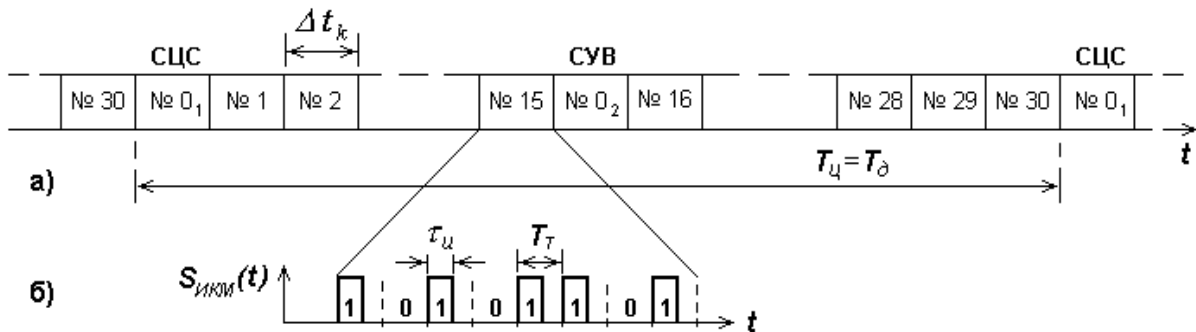 Δt_k
СЦС СУВ СЦС
№ 30 № 0₁ № 1 № 2 № 15 № 0₂ № 16 № 28 № 29 № 30 № 0₁
t
а) T_ц = T_д
τ_и T_т
б) S_ИКМ(t) 1 0 1 0 1 1 0 1 t